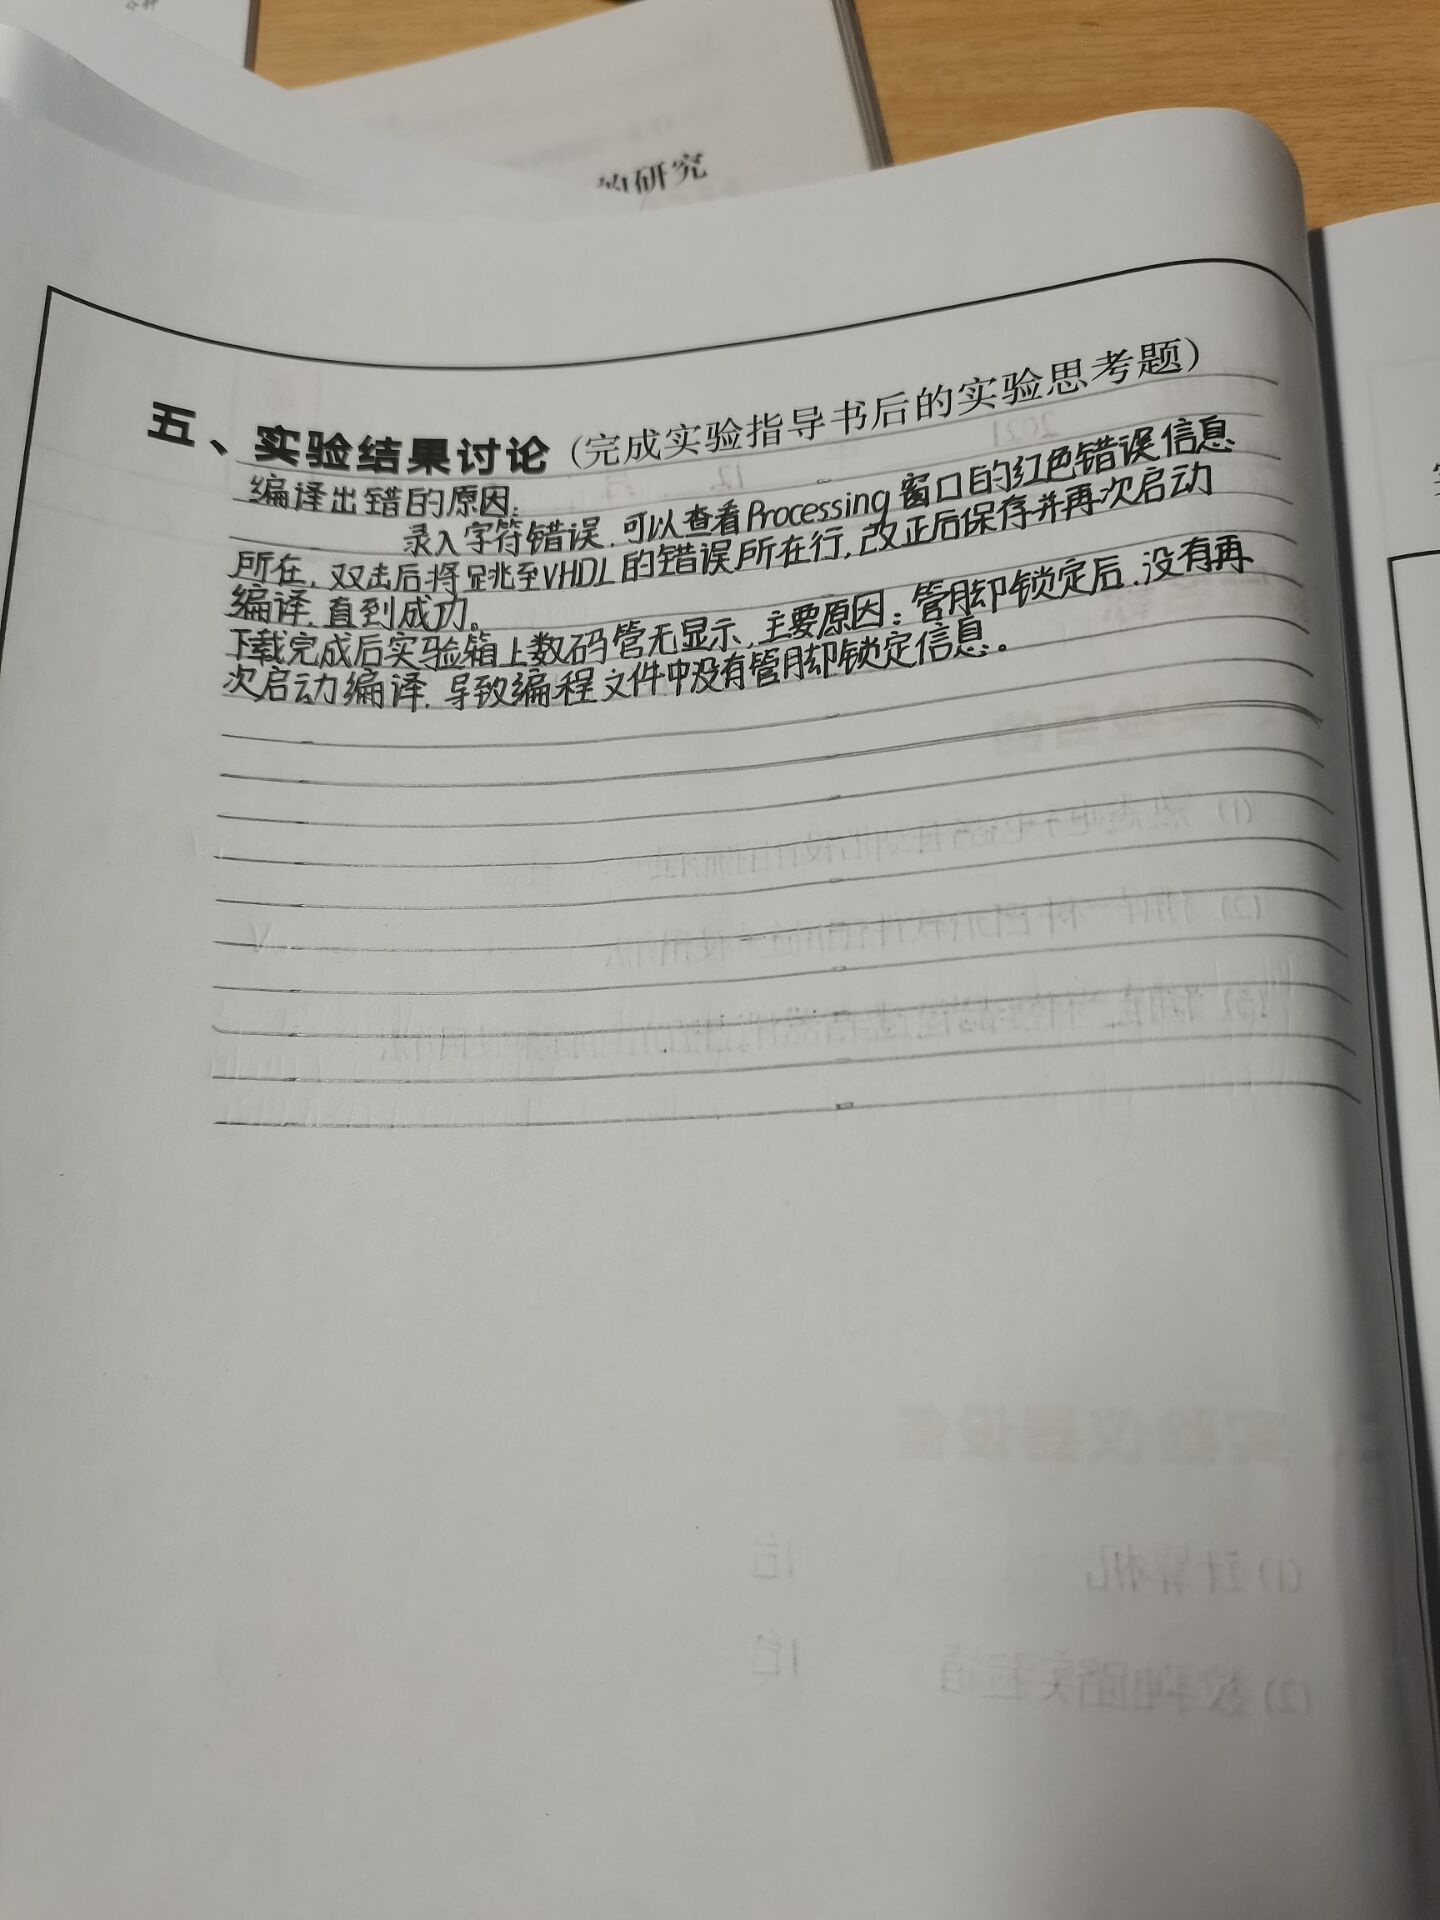 的研究
五、实验结果讨论(完成实验指导书后的实验思考题)
编译出错的原因:
录入字符错误,可以查看Processing窗口的红色错误信息
所在,双击后将跳至VHDL的错误所在行,改正后保存并再次启动
编译,直到成功。
下载完成后实验箱上数码管无显示,主要原因:管脚锁定后,没有再
次启动编译,导致编程文件中没有管脚锁定信息。